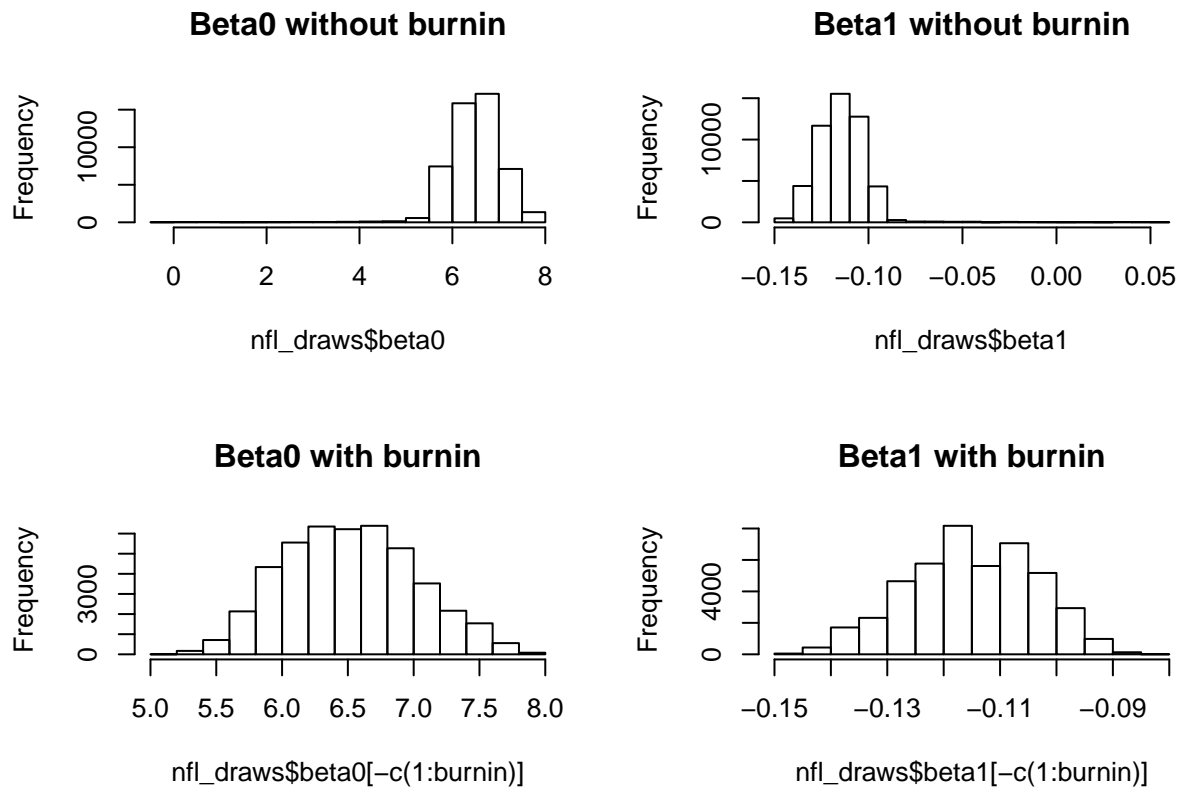 Beta0 without burnin
Frequency
0 10000
0 2 4 6 8
nfl_draws$beta0
Beta1 without burnin
Frequency
0 10000
−0.15 −0.10 −0.05 0.00 0.05
nfl_draws$beta1
Beta0 with burnin
Frequency
0 3000
5.0 5.5 6.0 6.5 7.0 7.5 8.0
nfl_draws$beta0[−c(1:burnin)]
Beta1 with burnin
Frequency
0 4000
−0.15 −0.13 −0.11 −0.09
nfl_draws$beta1[−c(1:burnin)]